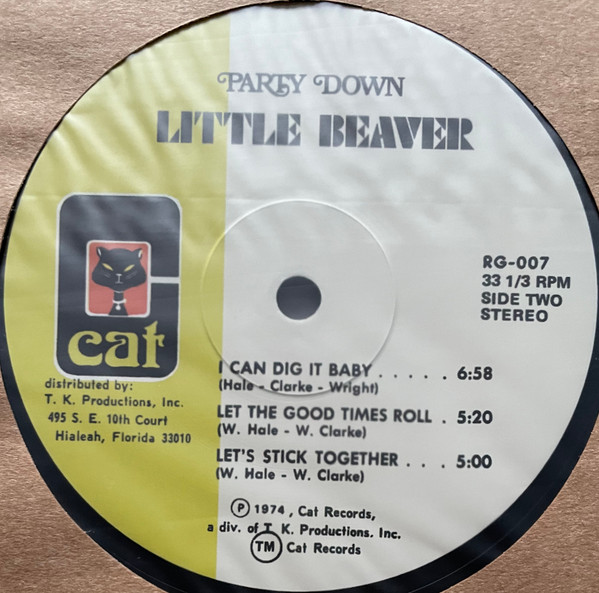 PARTY DOWN
LITTLE BEAVER
cat
distributed by:
T. K. Productions, Inc.
495 S. E. 10th Court
Hialeah, Florida 33010
RG-007
33 1/3 RPM
SIDE TWO
STEREO
I CAN DIG IT BABY . . . . . 6:58
(Hale - Clarke - Wright)
LET THE GOOD TIMES ROLL . 5:20
(W. Hale - W. Clarke)
LET'S STICK TOGETHER . . . 5:00
(W. Hale - W. Clarke)
Ⓟ 1974 , Cat Records,
a div. of T. K. Productions. Inc.
TM Cat Records